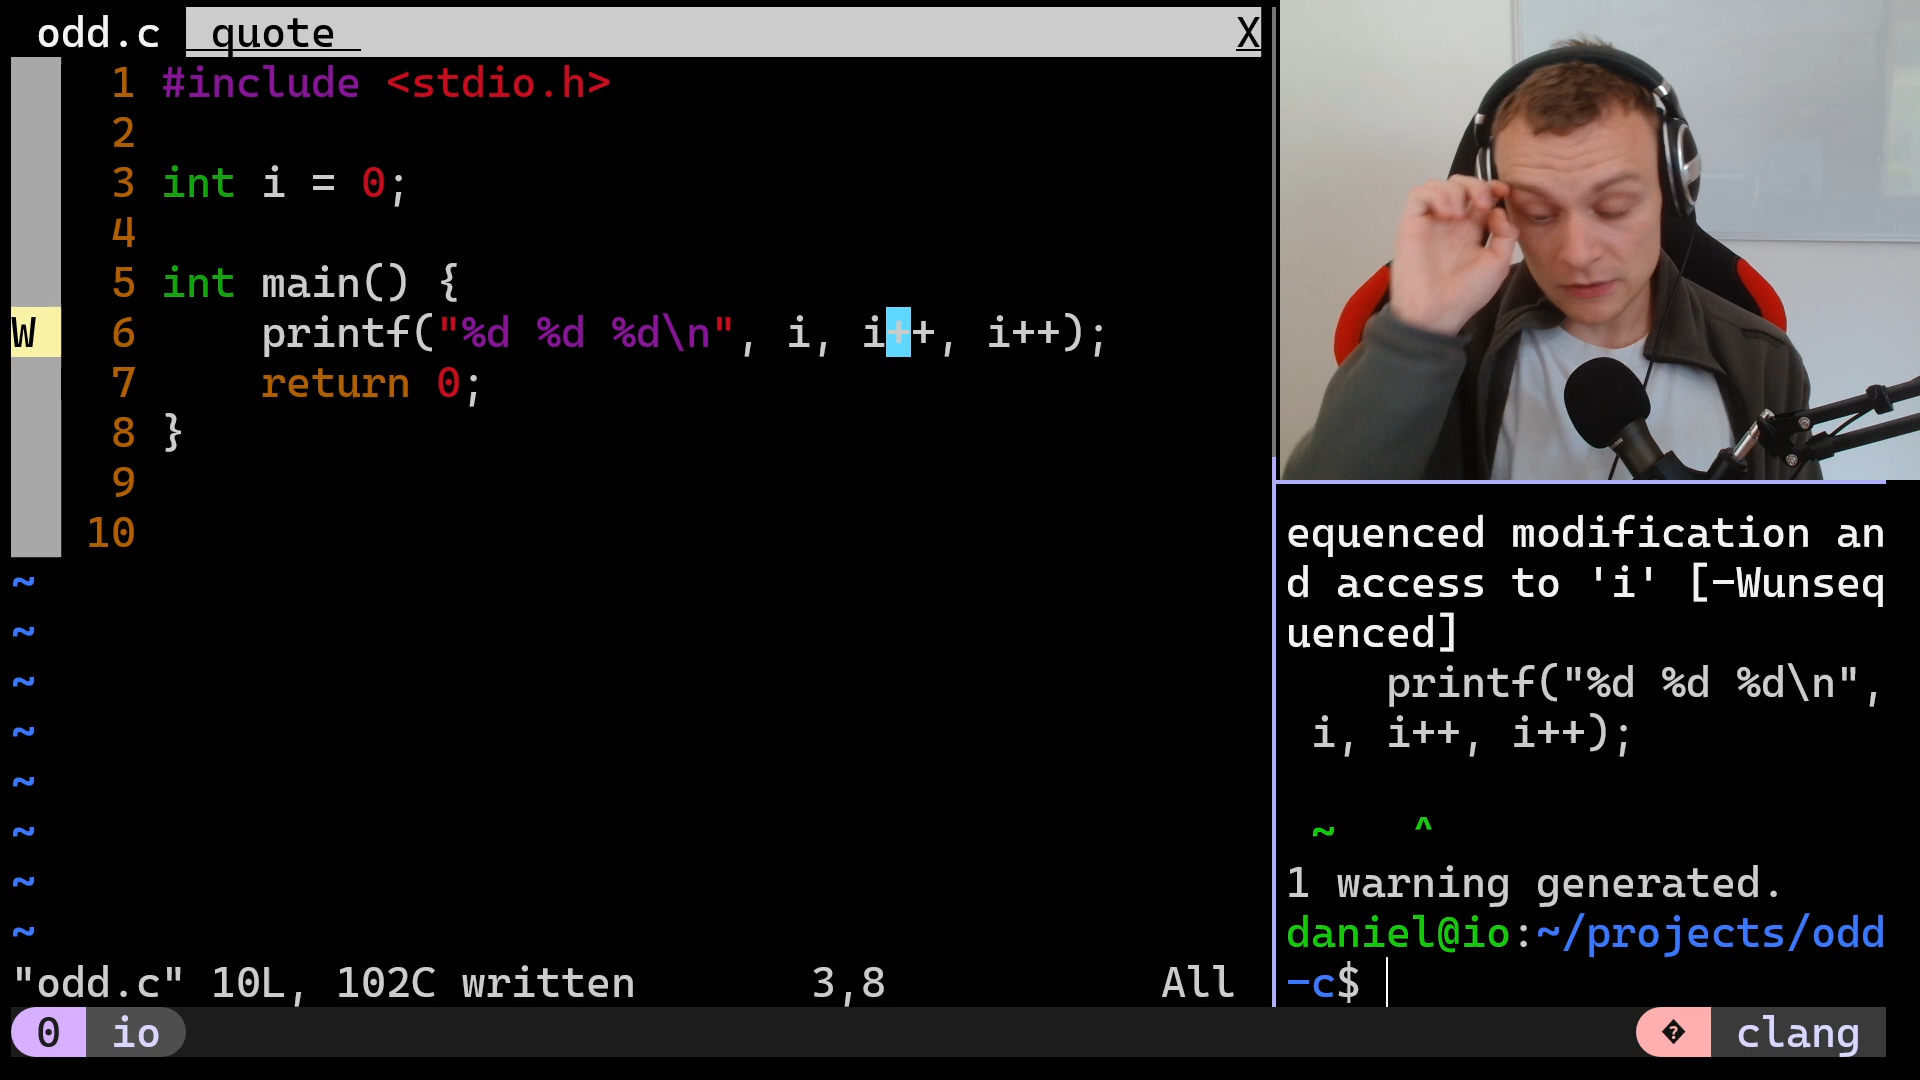 odd.c quote X
1 #include <stdio.h>
2
3 int i = 0;
4
5 int main() {
W 6 printf("%d %d %d\n", i, i++, i++);
7 return 0;
8 }
9
10
~
~
~
~
~
~
~
~
"odd.c" 10L, 102C written 3,8 All
equenced modification an
d access to 'i' [-Wunseq
uenced]
printf("%d %d %d\n",
i, i++, i++);
~ ^
1 warning generated.
daniel@io:~/projects/odd
-c$
0 io � clang